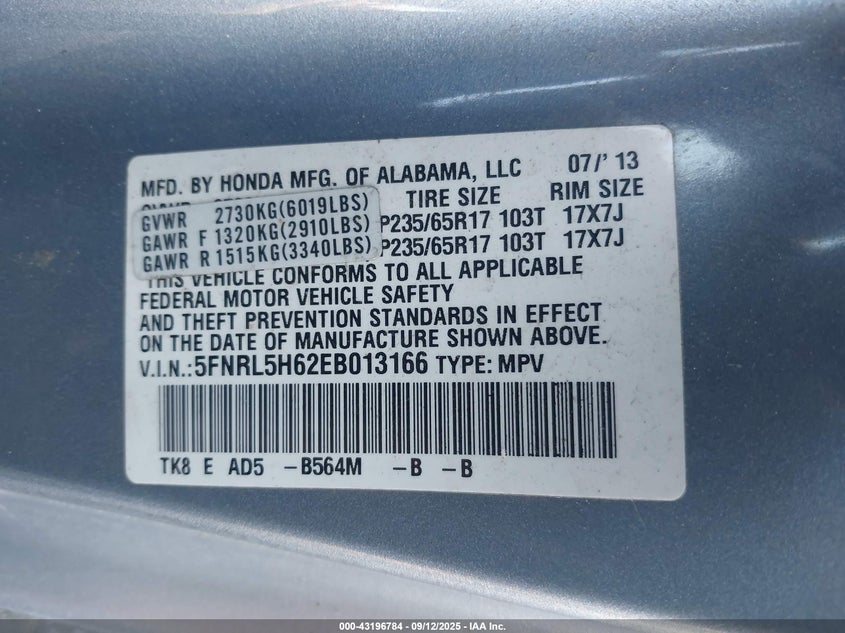 MFD. BY HONDA MFG. OF ALABAMA, LLC 07/' 13
TIRE SIZE RIM SIZE
GVWR 2730KG(6019LBS)
GAWR F 1320KG(2910LBS) P235/65R17 103T 17X7J
GAWR R 1515KG(3340LBS) P235/65R17 103T 17X7J
THIS VEHICLE CONFORMS TO ALL APPLICABLE
FEDERAL MOTOR VEHICLE SAFETY
AND THEFT PREVENTION STANDARDS IN EFFECT
ON THE DATE OF MANUFACTURE SHOWN ABOVE.
V.I.N.:5FNRL5H62EB013166 TYPE: MPV
TK8 E AD5 -B564M -B -B
000-43196784 - 09/12/2025 - IAA Inc.